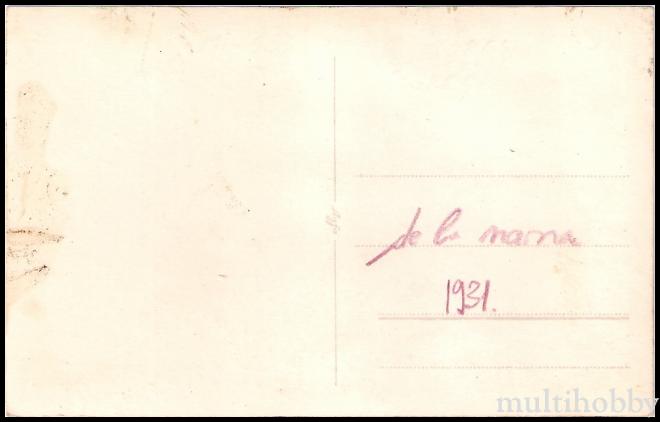 de la mama
1931.
multihobby